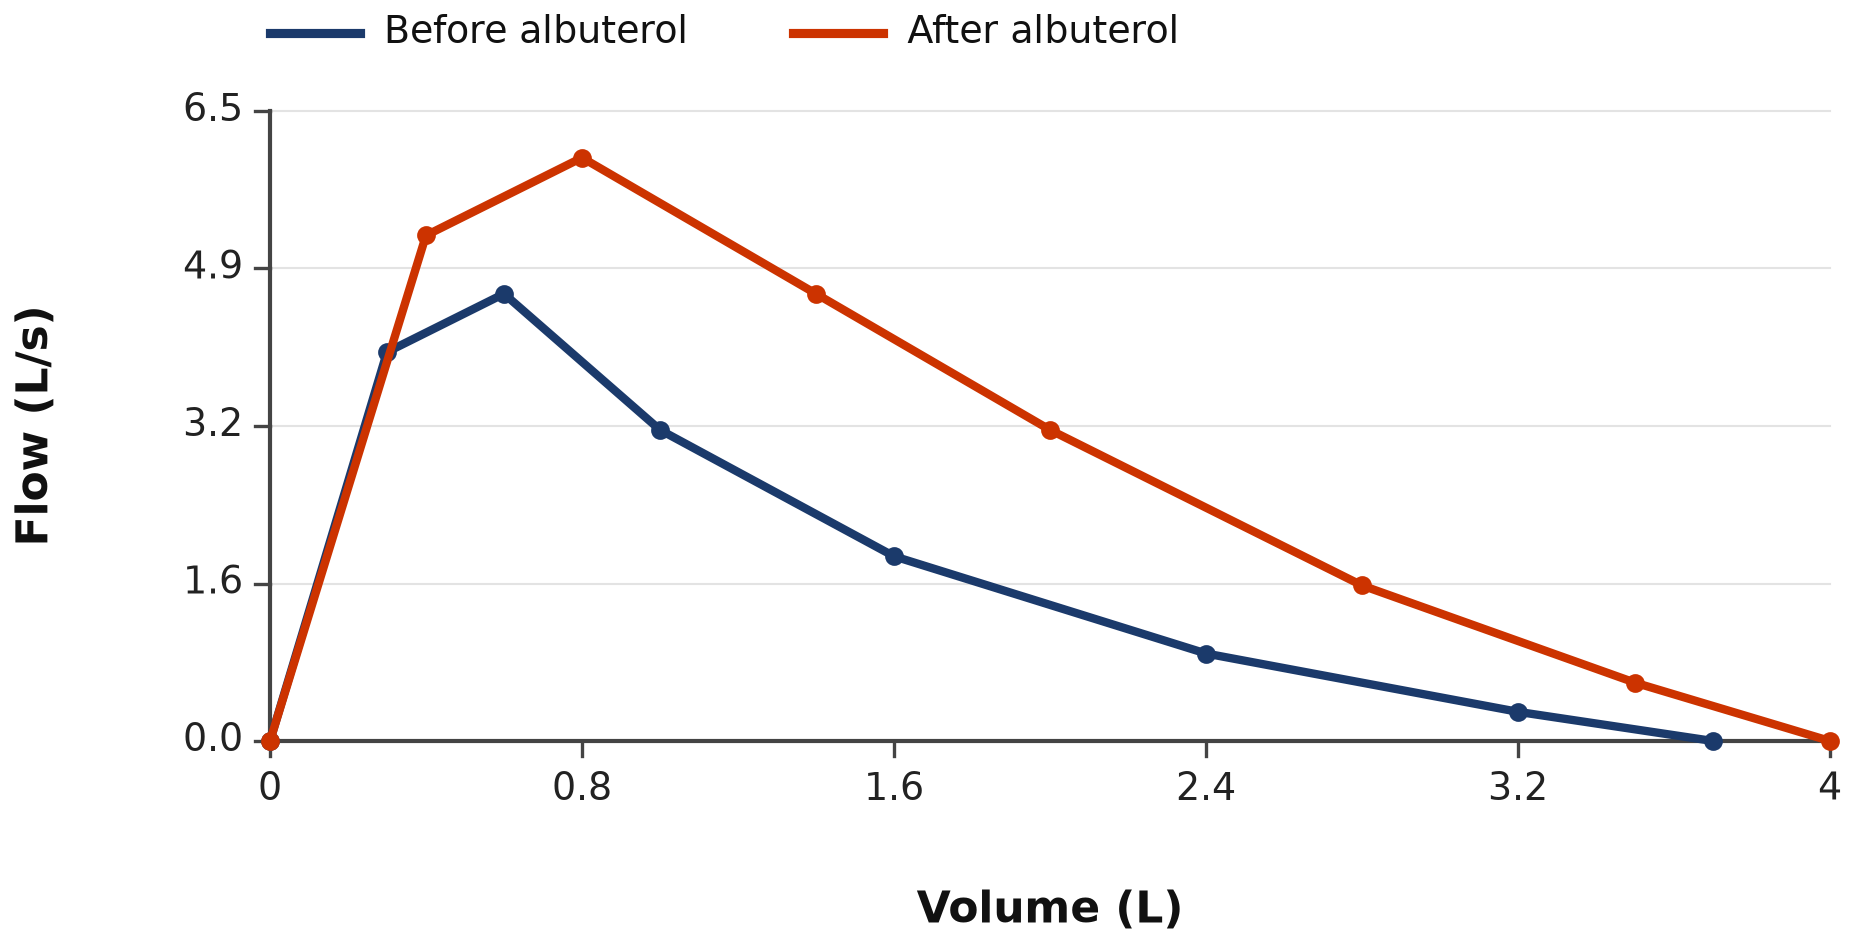 Before albuterol After albuterol
6.5
4.9
3.2
1.6
0.0
Flow (L/s)
0 0.8 1.6 2.4 3.2 4
Volume (L)